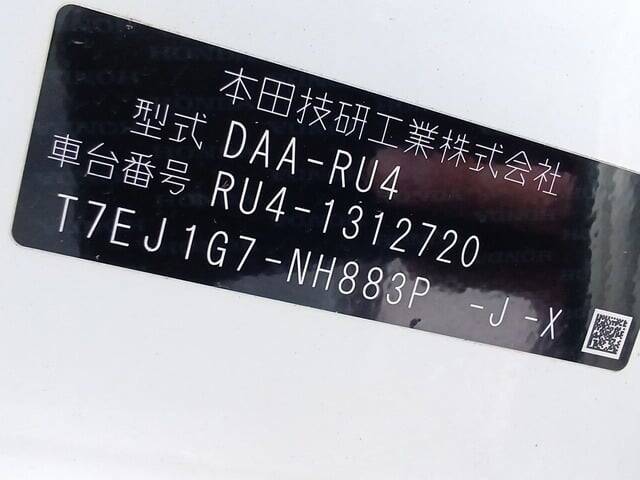 本田技研工業株式会社
型式 DAA-RU4
車台番号 RU4-1312720
T7EJ1G7-NH883P -J -X